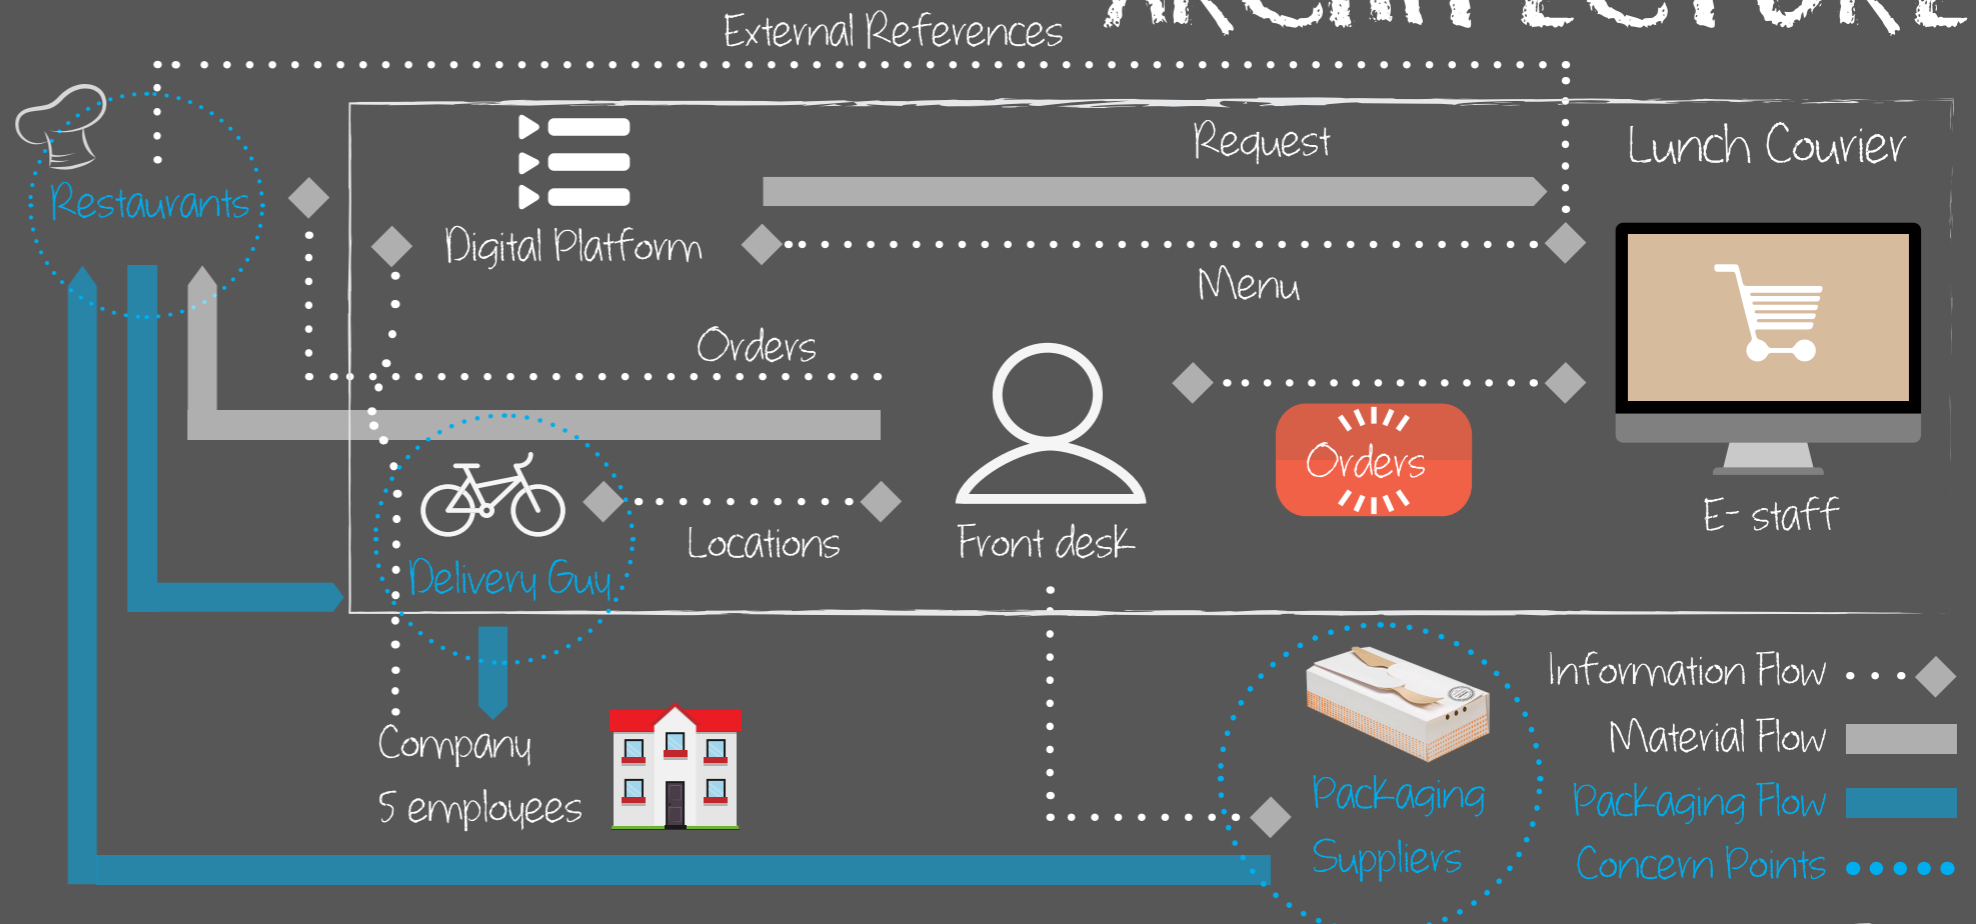 ARCHITECTURE
External References
Request
Lunch Courier
Restaurants
Digital Platform
Menu
Orders
Orders
Locations
Front desk
E- staff
Delivery Guy
Information Flow
Company
Material Flow
5 employees
Packaging
Packaging Flow
Suppliers
Concern Points